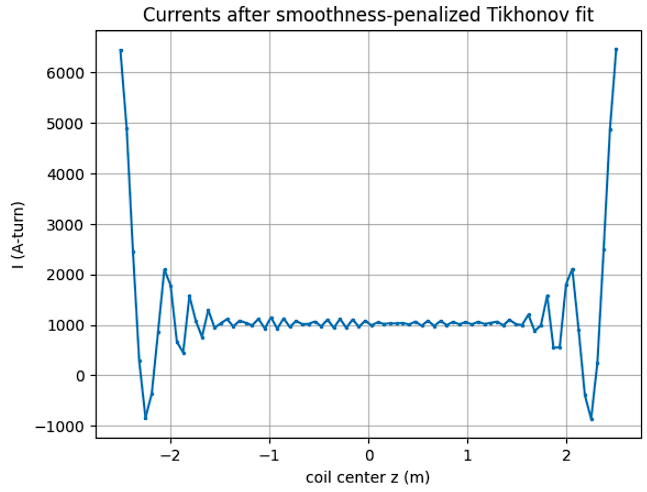 Currents after smoothness-penalized Tikhonov fit
6000
5000
4000
3000
2000
1000
0
−1000
I (A-turn)
−2 −1 0 1 2
coil center z (m)